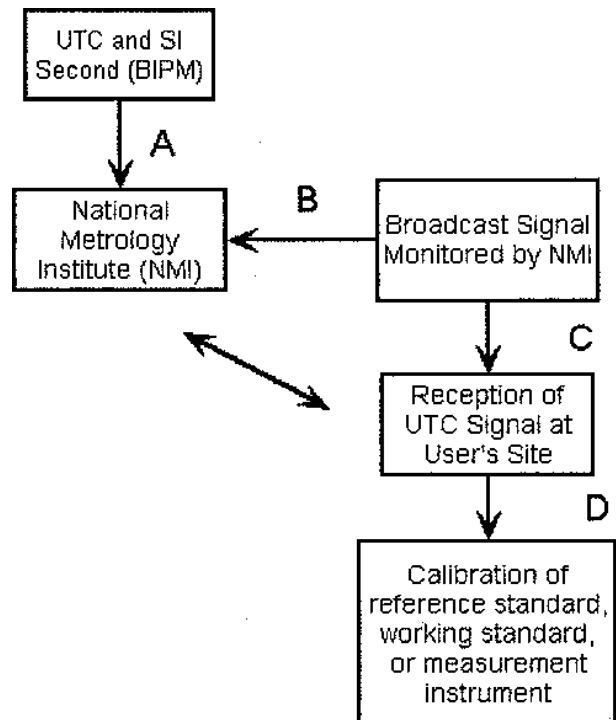 UTC and SI
Second (BIPM)
A
National
Metrology
Institute (NMI)
B
Broadcast Signal
Monitored by NMI
C
Reception of
UTC Signal at
User's Site
D
Calibration of
reference standard,
working standard,
or measurement
instrument